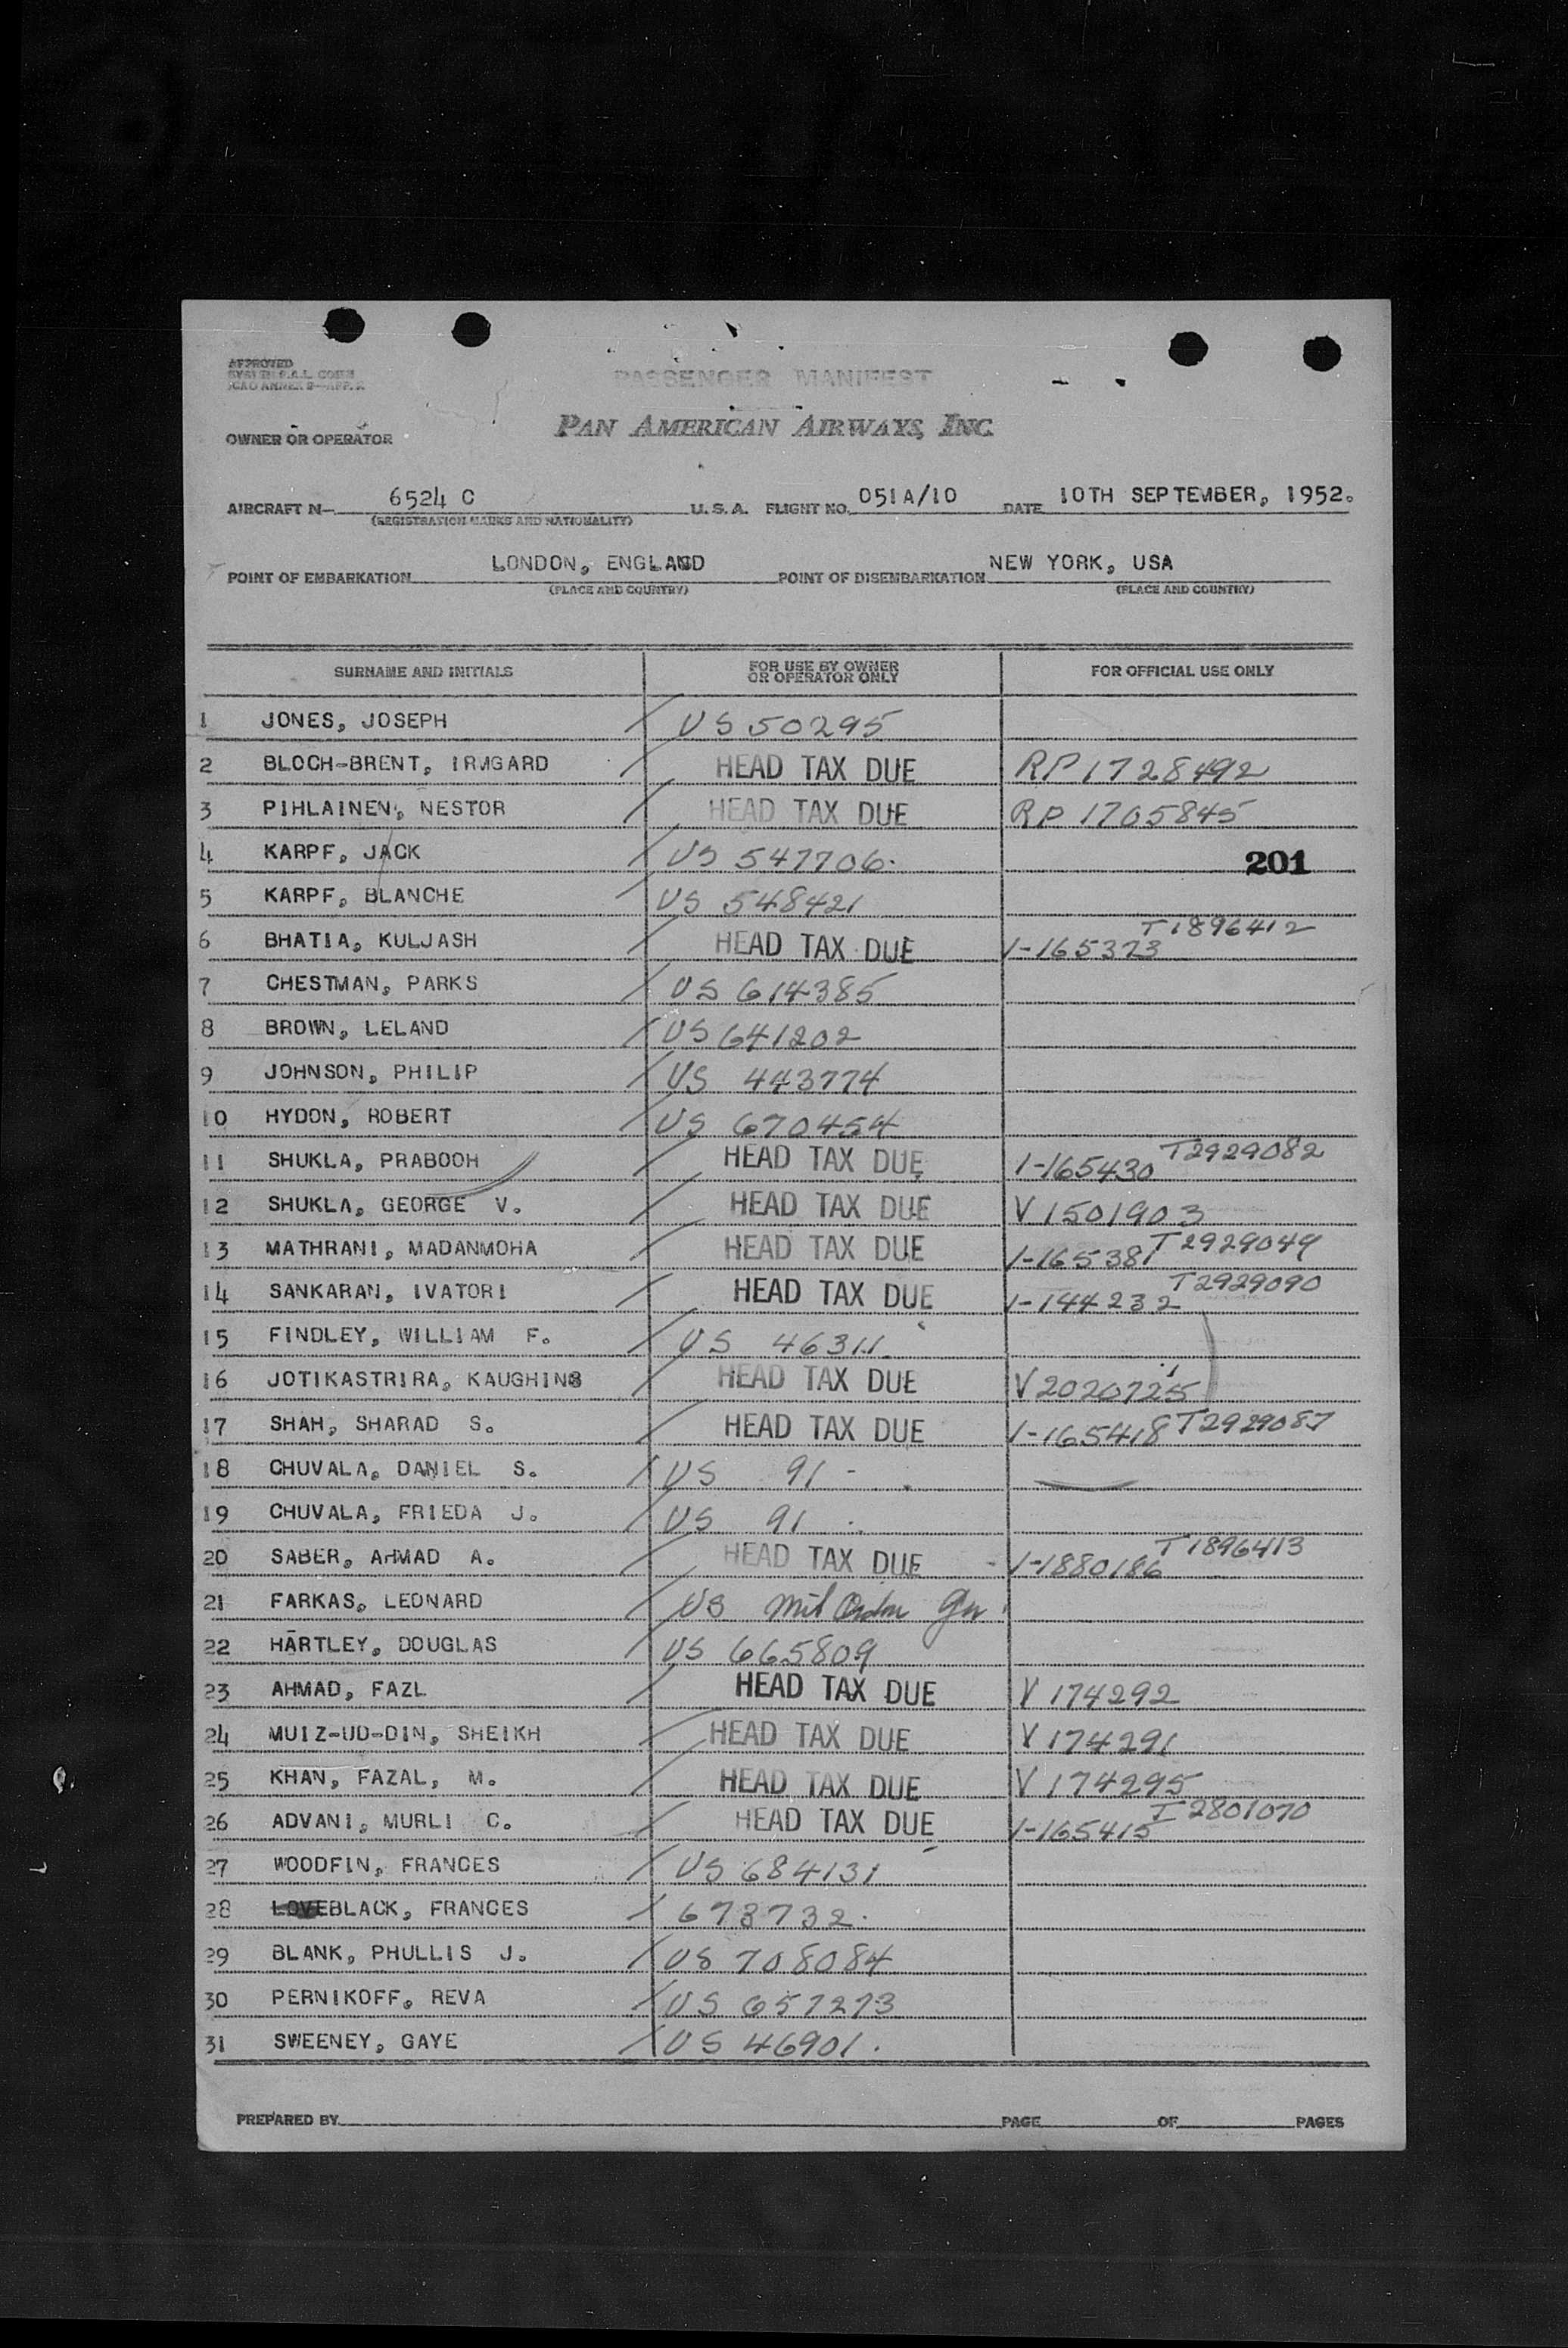 APPROVED
PASSENGER MANIFEST
OWNER OR OPERATOR PAN AMERICAN AIRWAYS, INC.
AIRCRAFT N- 6524 C U. S. A. FLIGHT NO. 051A/10 DATE 10TH SEPTEMBER, 1952.
(REGISTRATION MARKS AND NATIONALITY)
POINT OF EMBARKATION LONDON, ENGLAND POINT OF DISEMBARKATION NEW YORK, USA
(PLACE AND COUNTRY) (PLACE AND COUNTRY)
SURNAME AND INITIALS FOR USE BY OWNER OR OPERATOR ONLY FOR OFFICIAL USE ONLY
1 JONES, JOSEPH US 50295
2 BLOCH-BRENT, IRMGARD HEAD TAX DUE RP 1728492
3 PIHLAINEN, NESTOR HEAD TAX DUE RP 1705845
4 KARPF, JACK US 547706. 201
5 KARPF, BLANCHE US 548421
6 BHATIA, KULJASH HEAD TAX DUE 1-165373 T1896412
7 CHESTMAN, PARKS US 614385
8 BROWN, LELAND US 641202
9 JOHNSON, PHILIP US 443774
10 HYDON, ROBERT US 670454
11 SHUKLA, PRABOOH HEAD TAX DUE 1-165430 T2929082
12 SHUKLA, GEORGE V. HEAD TAX DUE V 1501903
13 MATHRANI, MADANMOHA HEAD TAX DUE 1-165381 T2929049
14 SANKARAN, IVATORI HEAD TAX DUE 1-144232 T2929090
15 FINDLEY, WILLIAM F. US 46311
16 JOTIKASTRIRA, KAUGHING HEAD TAX DUE V 2020725
17 SHAH, SHARAD S. HEAD TAX DUE 1-165418 T2929087
18 CHUVALA, DANIEL S. US 91 -
19 CHUVALA, FRIEDA J. US 91
20 SABER, AHMAD A. HEAD TAX DUE 1-1880186 T1896413
21 FARKAS, LEONARD US Mil
22 HARTLEY, DOUGLAS US 665809
23 AHMAD, FAZL HEAD TAX DUE V 174292
24 MUIZ-UD-DIN, SHEIKH HEAD TAX DUE V 174291
25 KHAN, FAZAL, M. HEAD TAX DUE V 174295
26 ADVANI, MURLI C. HEAD TAX DUE 1-165415 I 2801070
27 WOODFIN, FRANCES US 684131
28 LOVEBLACK, FRANCES 673732.
29 BLANK, PHULLIS J. US 708084
30 PERNIKOFF, REVA US 657273
31 SWEENEY, GAYE US 46901.
PREPARED BY PAGE OF PAGES